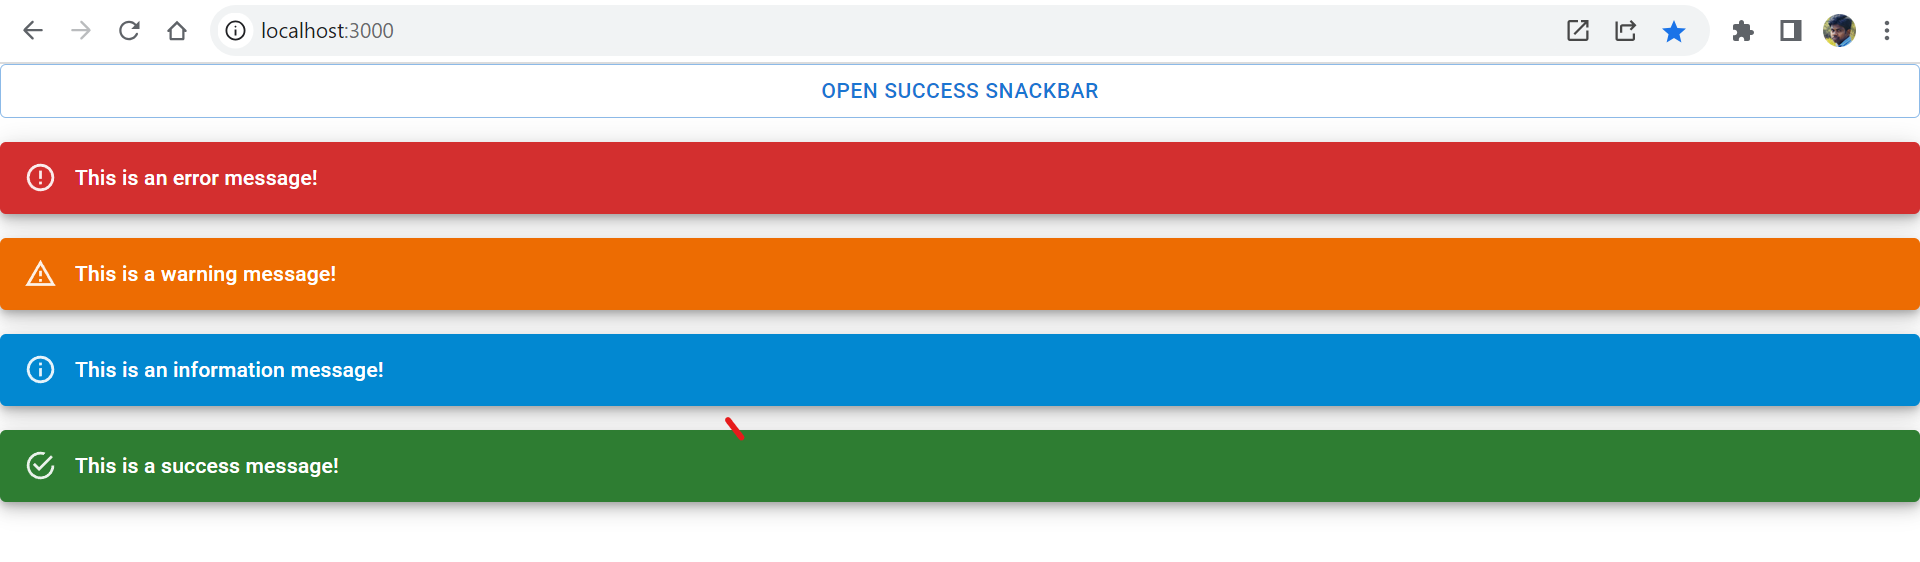 localhost:3000
OPEN SUCCESS SNACKBAR
This is an error message!
This is a warning message!
This is an information message!
This is a success message!